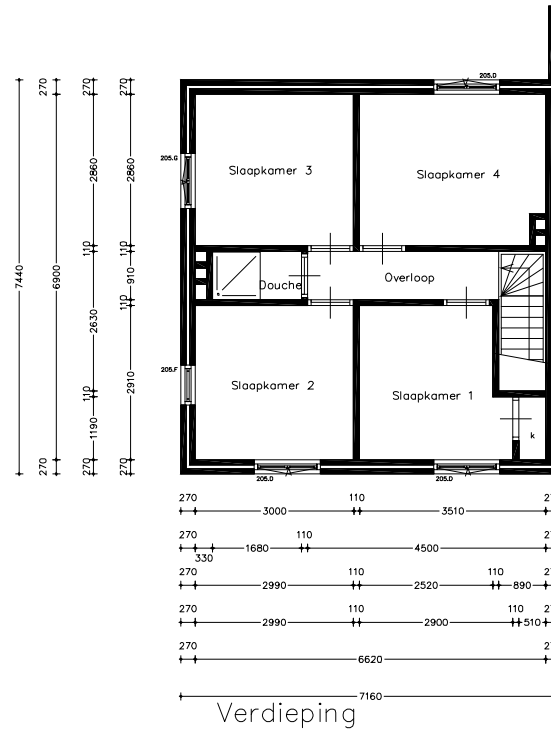 205.D
270 270 270
2860 2860
205.G
Slaapkamer 3
Slaapkamer 4
110 110
7440
6900
910
Douche
Overloop
110
2630
2910
205.F
Slaapkamer 2
Slaapkamer 1
110
1190
k
270 270 270
205.D 205.D
270 110
3000 3510
270 110
330 1680 4500
270 110 110
2990 2520 890
270 110 110
2990 2900 510
270
6620
7160
Verdieping